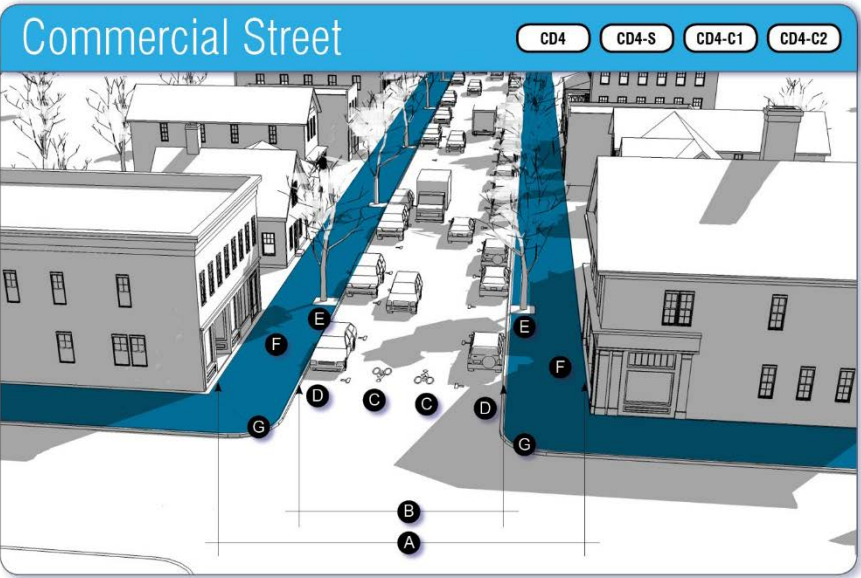 Commercial Street
CD4 CD4-S CD4-C1 CD4-C2
E E
F F
D C C D
G G
B
A